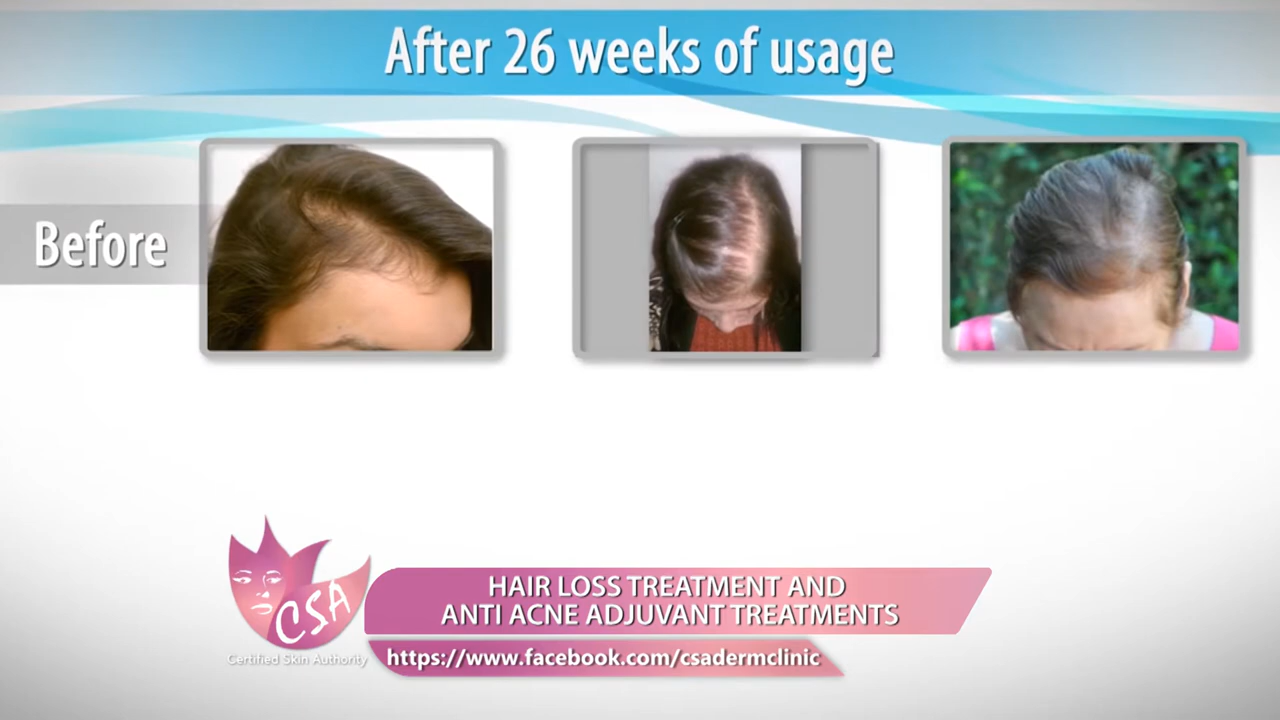 After 26 weeks of usage
Before
CSA
Certified Skin Authority
HAIR LOSS TREATMENT AND
ANTI ACNE ADJUVANT TREATMENTS
https://www.facebook.com/csadermclinic